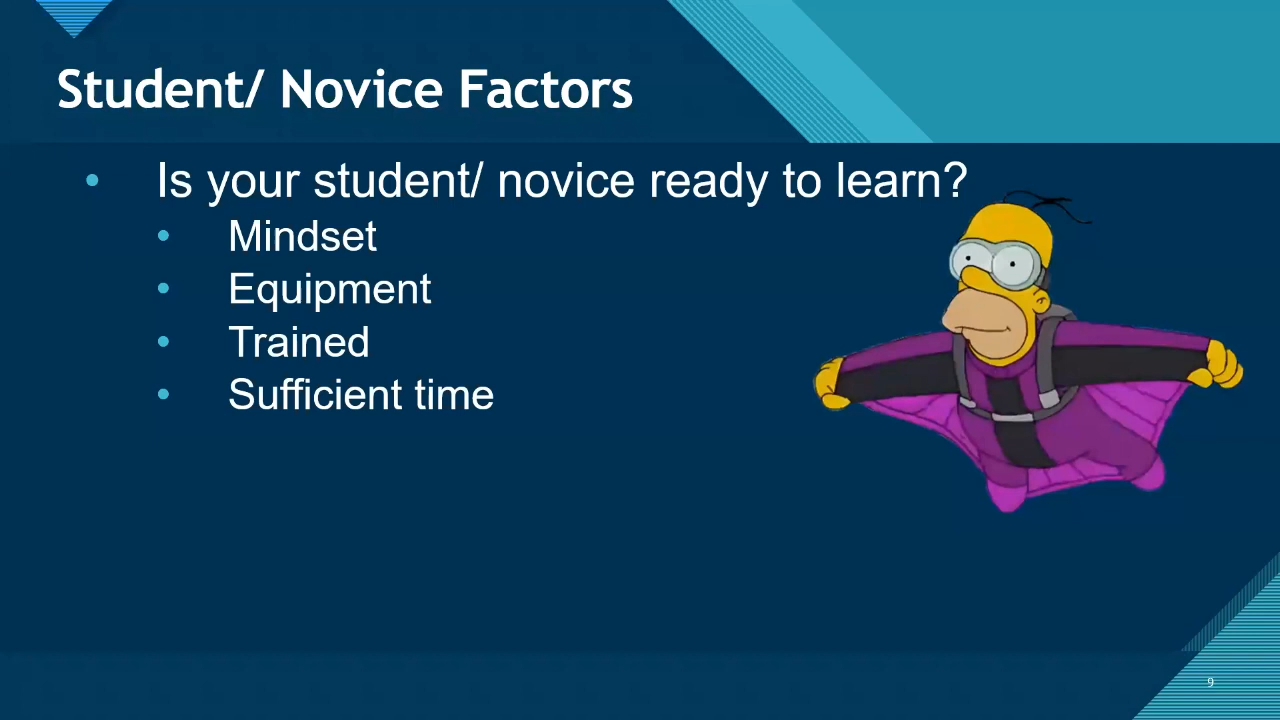 Student/ Novice Factors
• Is your student/ novice ready to learn?
• Mindset
• Equipment
• Trained
• Sufficient time
9